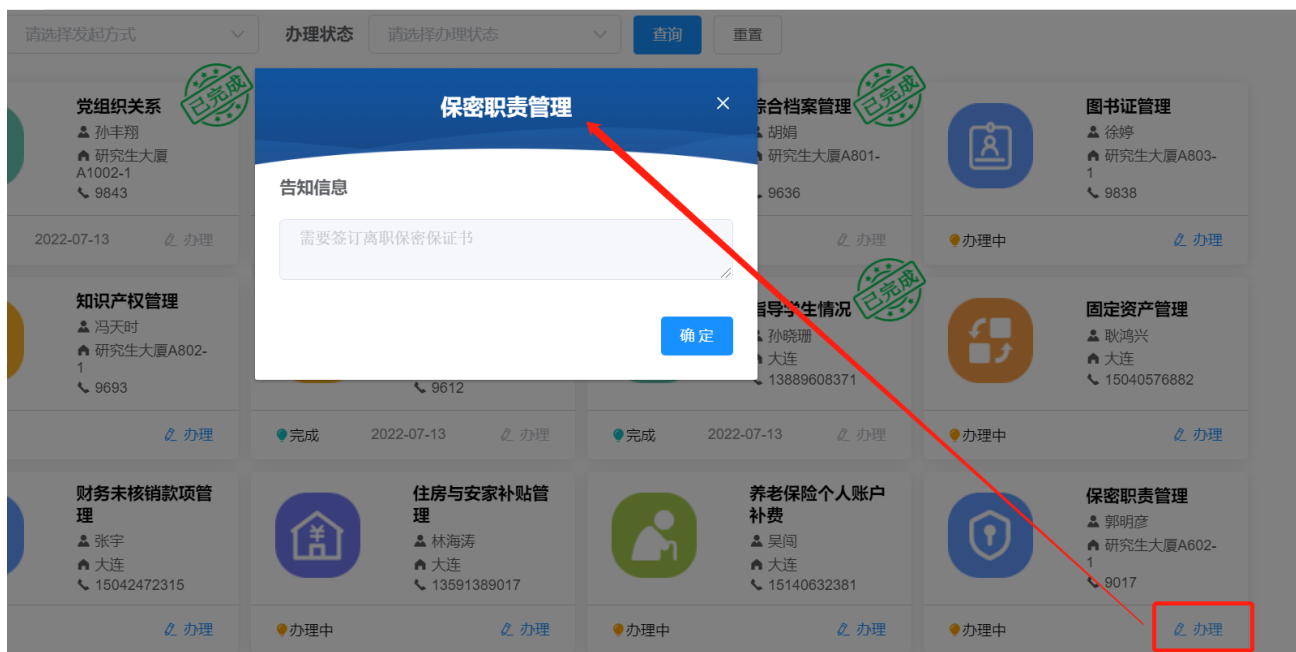 请选择发起方式
办理状态
请选择办理状态
查询
重置
党组织关系
已完成
孙丰翔
研究生大厦
A1002-1
9843
2022-07-13
办理
保密职责管理
告知信息
需要签订离职保密保证书
确定
综合档案管理
已完成
胡娟
研究生大厦A801-
9636
办理
图书证管理
徐婷
研究生大厦A803-
1
9838
办理中
办理
知识产权管理
冯天时
研究生大厦A802-
1
9693
办理
9612
完成
2022-07-13
办理
指导学生情况
已完成
孙晓珊
大连
13889608371
完成
2022-07-13
办理
固定资产管理
耿鸿兴
大连
15040576882
办理中
办理
财务未核销款项管
理
张宇
大连
15042472315
办理
住房与安家补贴管
理
林海涛
大连
13591389017
办理中
办理
养老保险个人账户
补费
吴闯
大连
15140632381
办理中
办理
保密职责管理
郭明彦
研究生大厦A602-
1
9017
办理中
办理